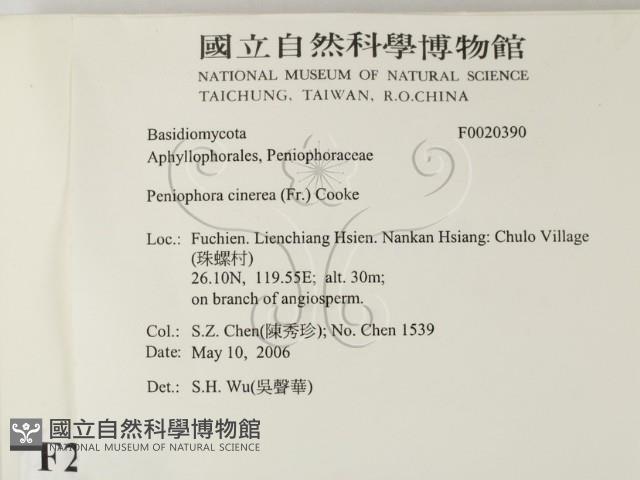 國立自然科學博物館
NATIONAL MUSEUM OF NATURAL SCIENCE
TAICHUNG, TAIWAN, R.O.CHINA
Basidiomycota F0020390
Aphyllophorales, Peniophoraceae
Peniophora cinerea (Fr.) Cooke
Loc.: Fuchien. Lienchiang Hsien. Nankan Hsiang: Chulo Village
(珠螺村)
26.10N, 119.55E; alt. 30m;
on branch of angiosperm.
Col.: S.Z. Chen(陳秀珍); No. Chen 1539
Date: May 10, 2006
Det.: S.H. Wu(吳聲華)
國立自然科學博物館
NATIONAL MUSEUM OF NATURAL SCIENCE
F2